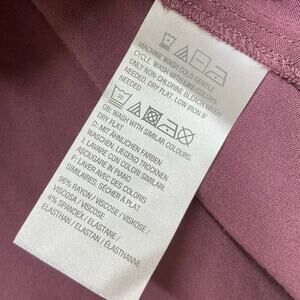 MACHINE WASH COLD GENTLE
CYCLE. WASH WITH LIKE COLORS.
ONLY NON-CHLORINE BLEACH WHEN
NEEDED. DRY FLAT. LOW IRON IF
NEEDED
30
GB: WASH WITH SIMILAR COLOURS.
DRY FLAT
D: MIT ÄHNLICHEN FARBEN
WASCHEN, LIEGEND TROCKNEN
I: LAVARE CON COLORI SIMILARI.
ASCIUGARE IN PIANO
F: LAVER AVEC DES COLORIS
SIMILAIRES. SÉCHER À PLAT
96% RAYON / VISCOSE /
VISKOSE / VISCOSA / VISCOSE
4% SPANDEX / ELASTANE /
ELASTHAN / ELASTAN / ÉLASTHANNE